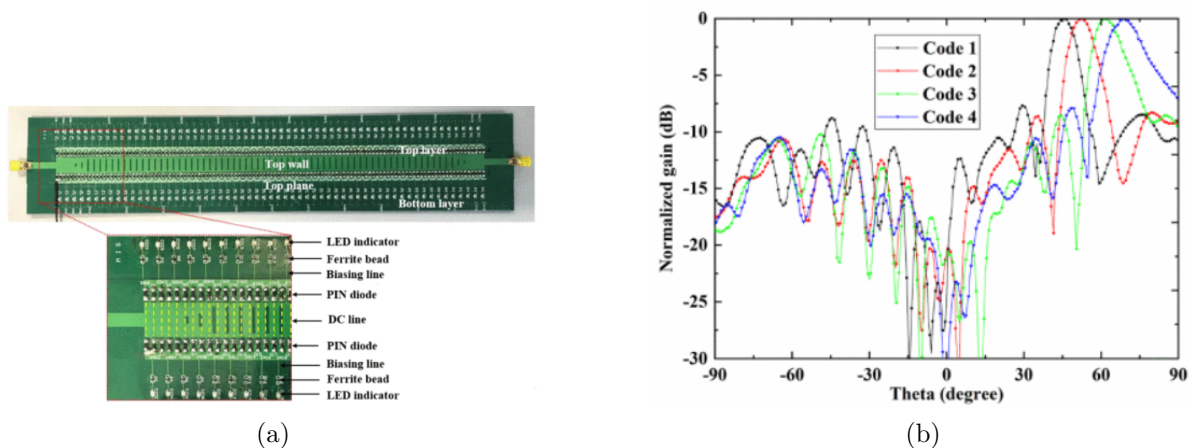 Top layer
Top wall
Top plane
Bottom layer
LED indicator
Ferrite bead
Biasing line
PIN diode
DC line
PIN diode
Biasing line
Ferrite bead
LED indicator
(a)
Normalized gain (dB)
0
-5
-10
-15
-20
-25
-30
Code 1
Code 2
Code 3
Code 4
-90 -60 -30 0 30 60 90
Theta (degree)
(b)